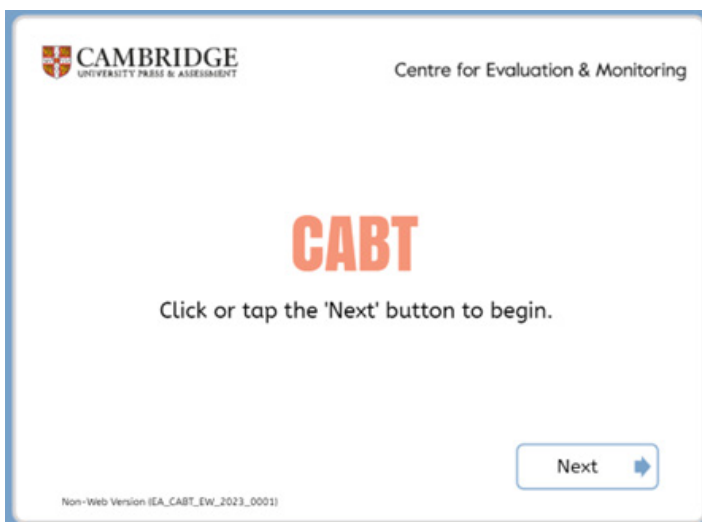 CAMBRIDGE
UNIVERSITY PRESS & ASSESSMENT
Centre for Evaluation & Monitoring
CABT
Click or tap the 'Next' button to begin.
Next
Non-Web Version (EA_CABT_EW_2023_0001)